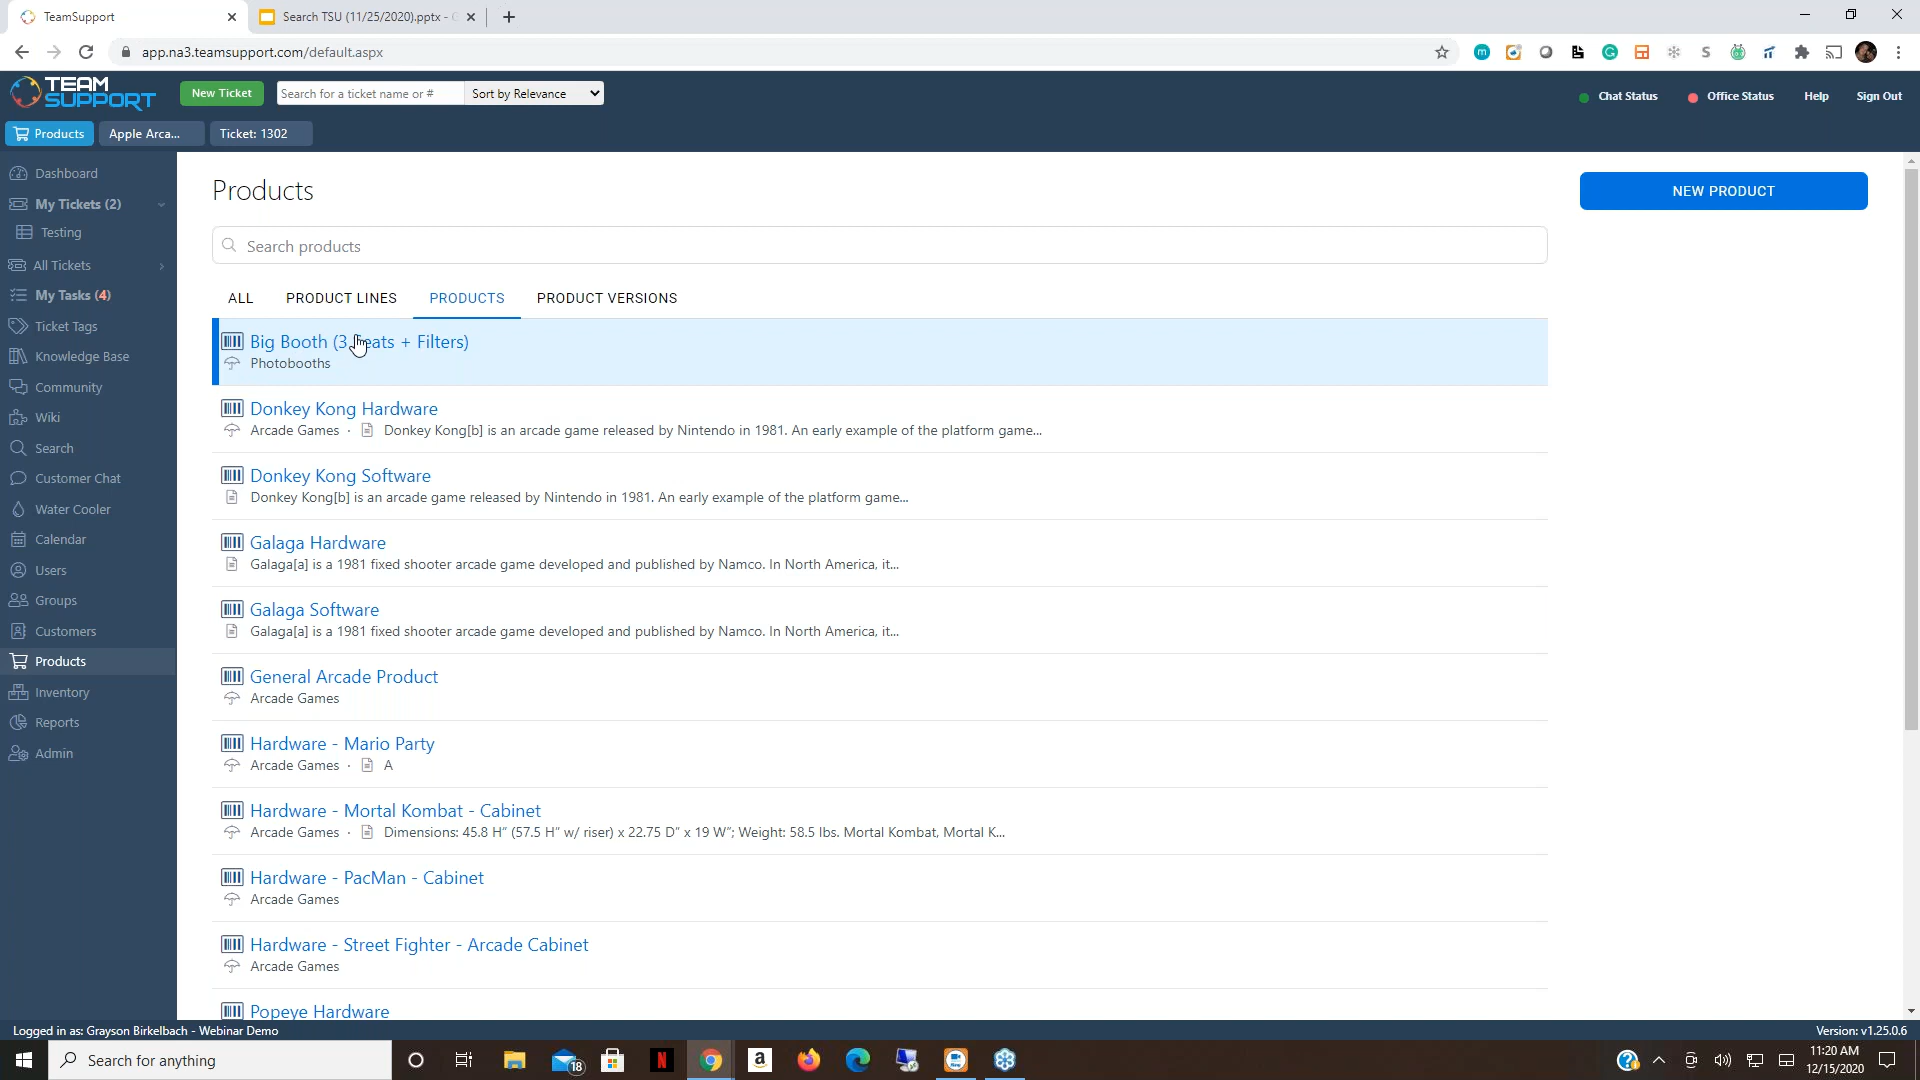 TeamSupport
Search TSU (11/25/2020).pptx -
app.na3.teamsupport.com/default.aspx
TEAM
SUPPORT
New Ticket
Search for a ticket name or #
Sort by Relevance
Chat Status
Office Status
Help
Sign Out
Products
Apple Arca...
Ticket: 1302
Dashboard
My Tickets (2)
Testing
All Tickets
My Tasks (4)
Ticket Tags
Knowledge Base
Community
Wiki
Search
Customer Chat
Water Cooler
Calendar
Users
Groups
Customers
Products
Inventory
Reports
Admin
Products
NEW PRODUCT
Search products
ALL
PRODUCT LINES
PRODUCTS
PRODUCT VERSIONS
Big Booth (3 Seats + Filters)
Photobooths
Donkey Kong Hardware
Arcade Games · Donkey Kong[b] is an arcade game released by Nintendo in 1981. An early example of the platform game...
Donkey Kong Software
Donkey Kong[b] is an arcade game released by Nintendo in 1981. An early example of the platform game...
Galaga Hardware
Galaga[a] is a 1981 fixed shooter arcade game developed and published by Namco. In North America, it...
Galaga Software
Galaga[a] is a 1981 fixed shooter arcade game developed and published by Namco. In North America, it...
General Arcade Product
Arcade Games
Hardware - Mario Party
Arcade Games · A
Hardware - Mortal Kombat - Cabinet
Arcade Games · Dimensions: 45.8 H” (57.5 H” w/ riser) x 22.75 D” x 19 W”; Weight: 58.5 lbs. Mortal Kombat, Mortal K...
Hardware - PacMan - Cabinet
Arcade Games
Hardware - Street Fighter - Arcade Cabinet
Arcade Games
Popeye Hardware
Logged in as: Grayson Birkelbach - Webinar Demo
Version: v1.25.0.6
Search for anything
18
11:20 AM
12/15/2020